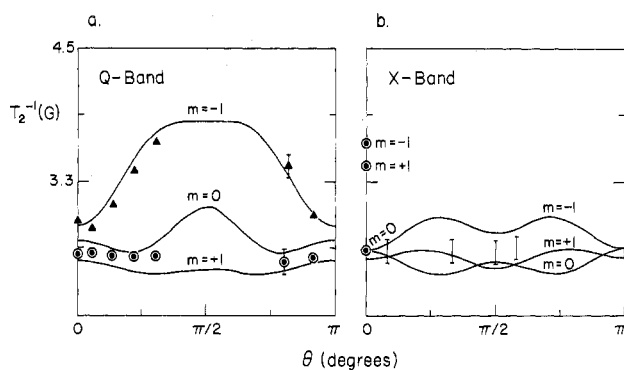 a.
b.
4.5
Q-Band
X-Band
T₂⁻¹(G)
m=-1
m=-1
m=+1
3.3
m=0
m=0
m=-1
m=+1
m=+1
m=0
0
π/2
π
0
π/2
π
θ (degrees)